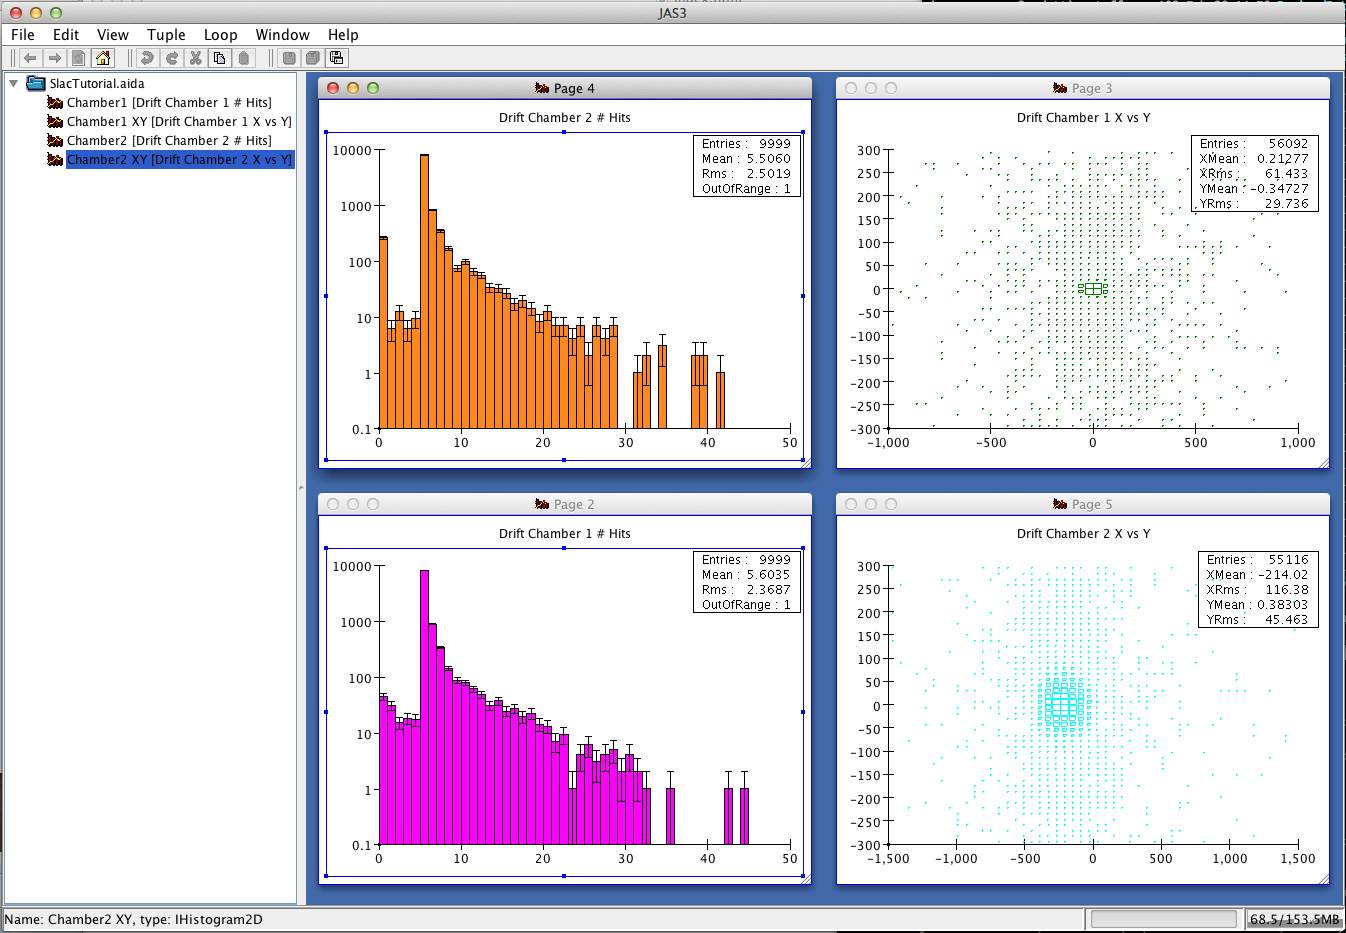 JAS3
File Edit View Tuple Loop Window Help
SlacTutorial.aida
Chamber1 [Drift Chamber 1 # Hits]
Chamber1 XY [Drift Chamber 1 X vs Y]
Chamber2 [Drift Chamber 2 # Hits]
Chamber2 XY [Drift Chamber 2 X vs Y]
Page 4
Drift Chamber 2 # Hits
Entries : 9999
Mean : 5.5060
Rms : 2.5019
OutOfRange : 1
10000
1000
100
10
1
0.1
0 10 20 30 40 50
Page 3
Drift Chamber 1 X vs Y
Entries : 56092
XMean : 0.21277
XRms : 61.433
YMean : -0.34727
YRms : 29.736
300
250
200
150
100
50
0
-50
-100
-150
-200
-250
-300
-1,000 -500 0 500 1,000
Page 2
Drift Chamber 1 # Hits
Entries : 9999
Mean : 5.6035
Rms : 2.3687
OutOfRange : 1
10000
1000
100
10
1
0.1
0 10 20 30 40 50
Page 5
Drift Chamber 2 X vs Y
Entries : 55116
XMean : -214.02
XRms : 116.38
YMean : 0.38303
YRms : 45.463
300
250
200
150
100
50
0
-50
-100
-150
-200
-250
-300
-1,500 -1,000 -500 0 500 1,000 1,500
Name: Chamber2 XY, type: IHistogram2D
68.5/153.5MB